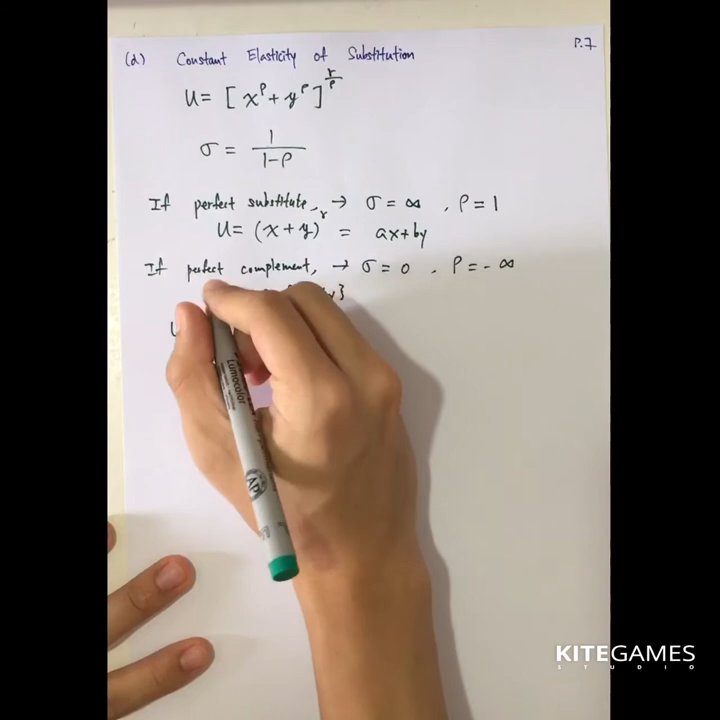 (d) Constant Elasticity of Substitution P.7
U = [x^ρ + y^ρ]^{γ/ρ}
σ = 1/(1-ρ)
If perfect substitute, → σ = ∞ , ρ = 1
U = (x+y)^γ = ax+by
If perfect complement, → σ = 0 , ρ = -∞
y}
U
Lumocolor
KITEGAMES
STUDIO